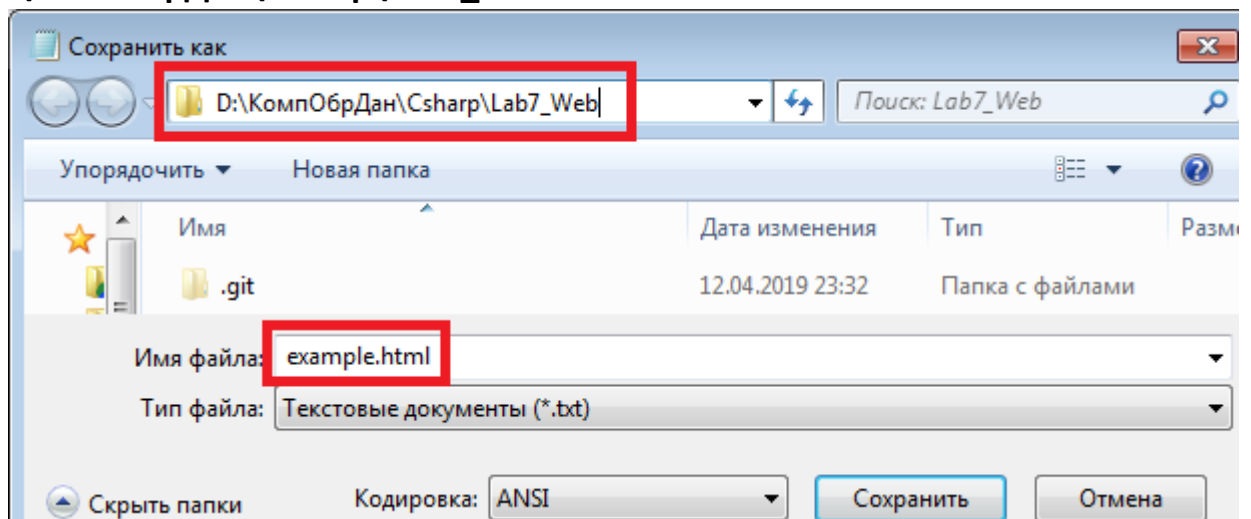 Сохранить как
D:\КомпОбрДан\Csharp\Lab7_Web Поиск: Lab7_Web
Упорядочить Новая папка
Имя Дата изменения Тип
.git 12.04.2019 23:32 Папка с файлами
Имя файла: example.html
Тип файла: Текстовые документы (*.txt)
Скрыть папки Кодировка: ANSI Сохранить Отмена